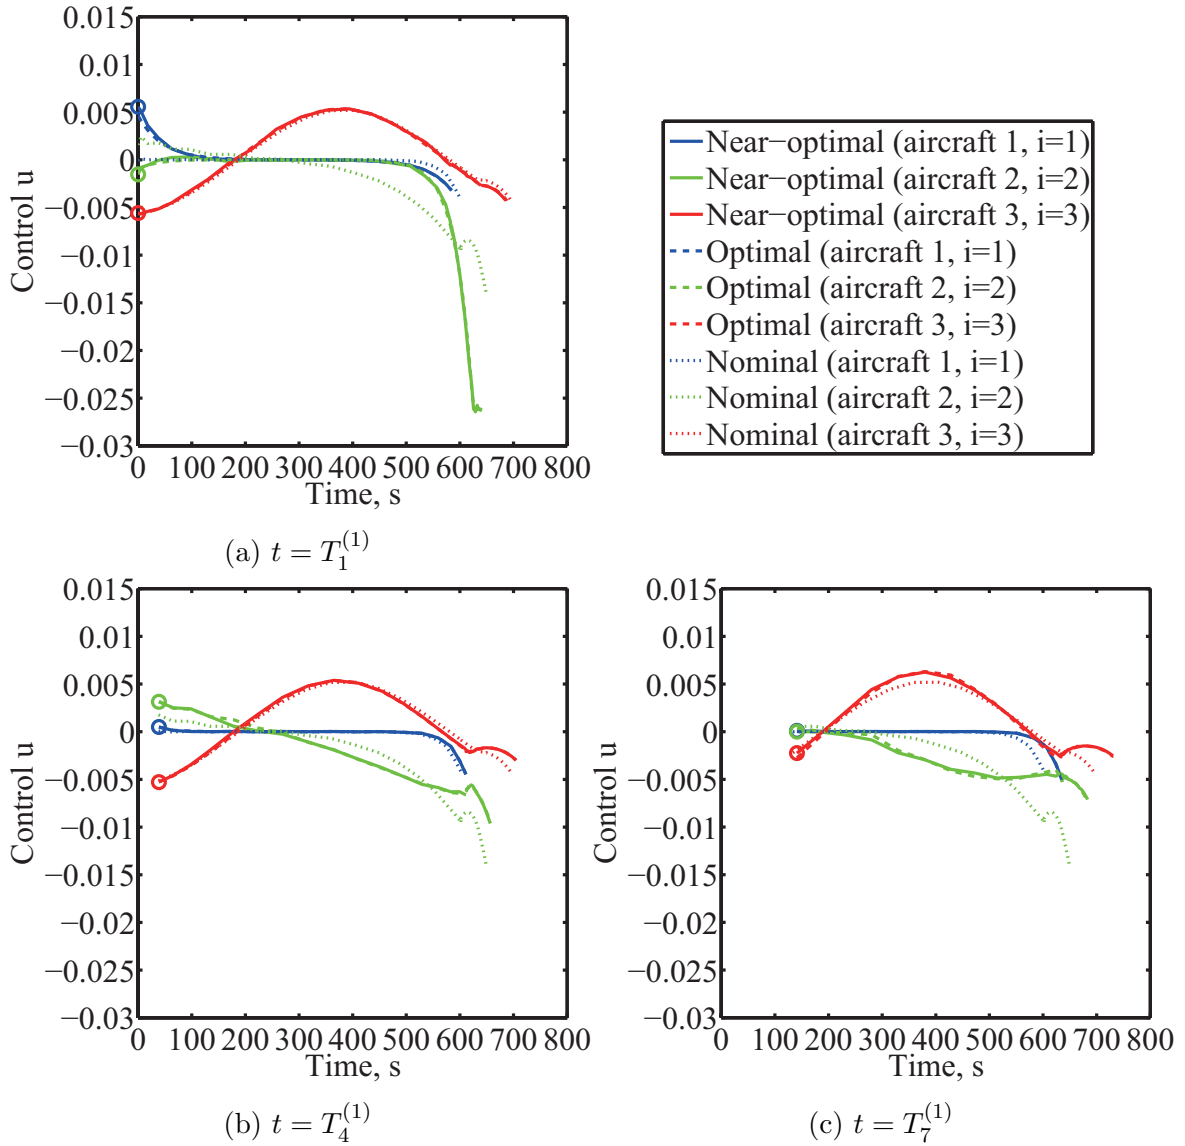 0.015
0.01
0.005
0
−0.005
−0.01
−0.015
−0.02
−0.025
−0.03
Control u
0 100 200 300 400 500 600 700 800
Time, s
Near−optimal (aircraft 1, i=1)
Near−optimal (aircraft 2, i=2)
Near−optimal (aircraft 3, i=3)
Optimal (aircraft 1, i=1)
Optimal (aircraft 2, i=2)
Optimal (aircraft 3, i=3)
Nominal (aircraft 1, i=1)
Nominal (aircraft 2, i=2)
Nominal (aircraft 3, i=3)
(a) t = T_1^{(1)}
0.015
0.01
0.005
0
−0.005
−0.01
−0.015
−0.02
−0.025
−0.03
Control u
0 100 200 300 400 500 600 700 800
Time, s
(b) t = T_4^{(1)}
0.015
0.01
0.005
0
−0.005
−0.01
−0.015
−0.02
−0.025
−0.03
Control u
0 100 200 300 400 500 600 700 800
Time, s
(c) t = T_7^{(1)}